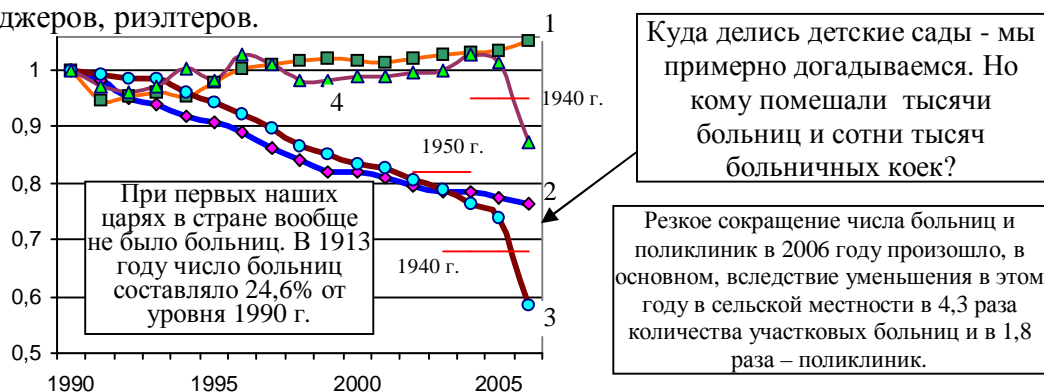 джеров, риэлтеров.
1
Куда делись детские сады - мы
примерно догадываемся. Но
кому помешали тысячи
больниц и сотни тысяч
больничных коек?
1
4
1940 г.
0,9
1950 г.
0,8
При первых наших
царях в стране вообще
не было больниц. В 1913
году число больниц
составляло 24,6% от
уровня 1990 г.
2
0,7
1940 г.
Резкое сокращение числа больниц и
поликлиник в 2006 году произошло, в
основном, вследствие уменьшения в этом
году в сельской местности в 4,3 раза
количества участковых больниц и в 1,8
раза – поликлиник.
0,6
3
0,5
1990
1995
2000
2005